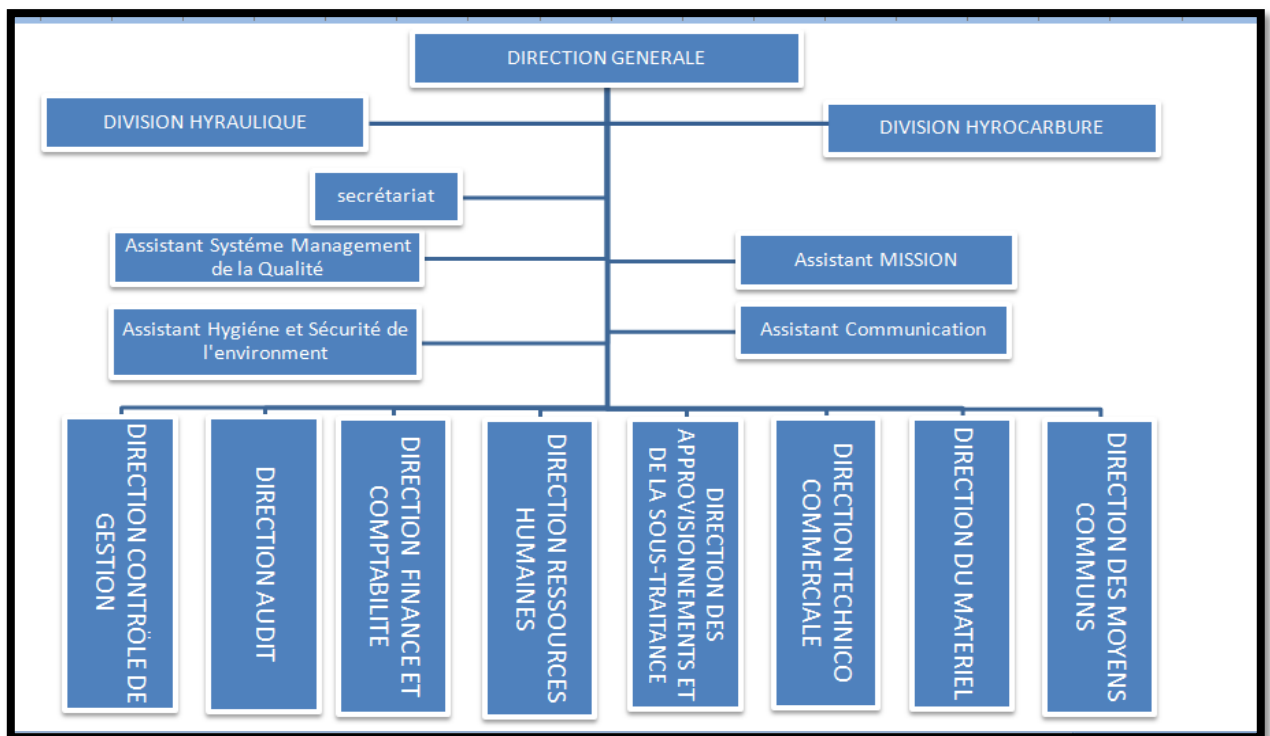 DIRECTION GENERALE
DIVISION HYRAULIQUE
DIVISION HYROCARBURE
secrétariat
Assistant Systéme Management
de la Qualité
Assistant MISSION
Assistant Hygiéne et Sécurité de
l'environment
Assistant Communication
DIRECTION CONTRÖLE DE
GESTION
DIRECTION AUDIT
DIRECTION FINANCE ET
COMPTABILITE
DIRECTION RESSOURCES
HUMAINES
DIRECTION DES
APPROVISIONNEMENTS ET
DE LA SOUS-TRAITANCE
DIRECTION TECHNICO
COMMERCIALE
DIRECTION DU MATERIEL
DIRECTION DES MOYENS
COMMUNS